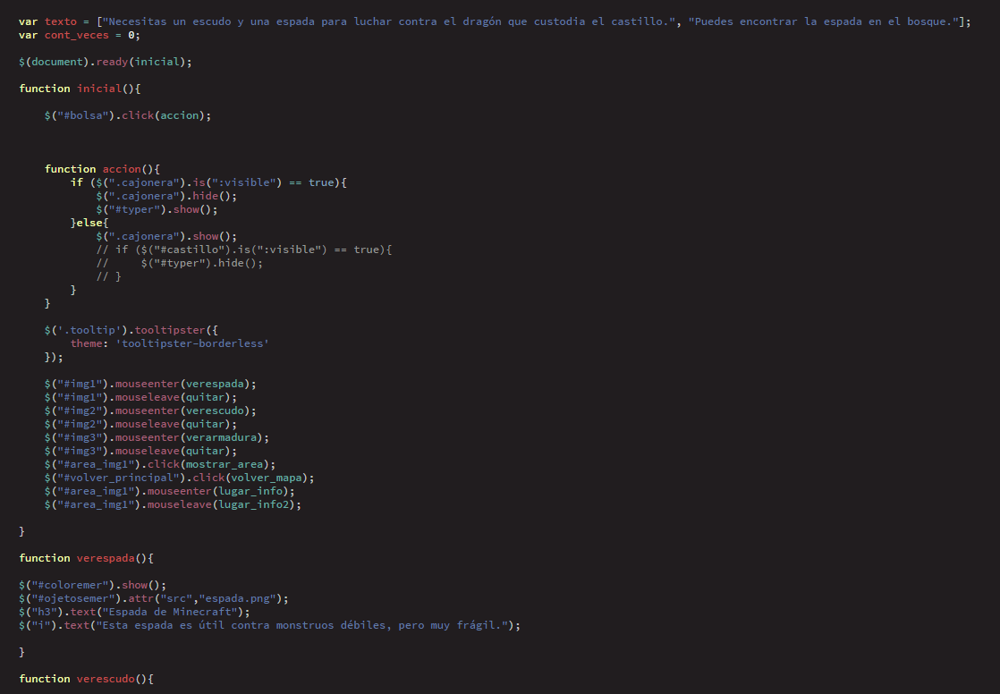 var texto = ["Necesitas un escudo y una espada para luchar contra el dragón que custodia el castillo.", "Puedes encontrar la espada en el bosque."];
var cont_veces = 0;
$(document).ready(inicial);
function inicial(){
$("#bolsa").click(accion);
function accion(){
if ($(".cajonera").is(":visible") == true){
$(".cajonera").hide();
$("#typer").show();
}else{
$(".cajonera").show();
// if ($("#castillo").is(":visible") == true){
//     $("#typer").hide();
// }
}
}
$('.tooltip').tooltipster({
theme: 'tooltipster-borderless'
});
$("#img1").mouseenter(verespada);
$("#img1").mouseleave(quitar);
$("#img2").mouseenter(verescudo);
$("#img2").mouseleave(quitar);
$("#img3").mouseenter(verarmadura);
$("#img3").mouseleave(quitar);
$("#area_img1").click(mostrar_area);
$("#volver_principal").click(volver_mapa);
$("#area_img1").mouseenter(lugar_info);
$("#area_img1").mouseleave(lugar_info2);
}
function verespada(){
$("#coloremer").show();
$("#ojetosemer").attr("src","espada.png");
$("h3").text("Espada de Minecraft");
$("i").text("Esta espada es útil contra monstruos débiles, pero muy frágil.");
}
function verescudo(){